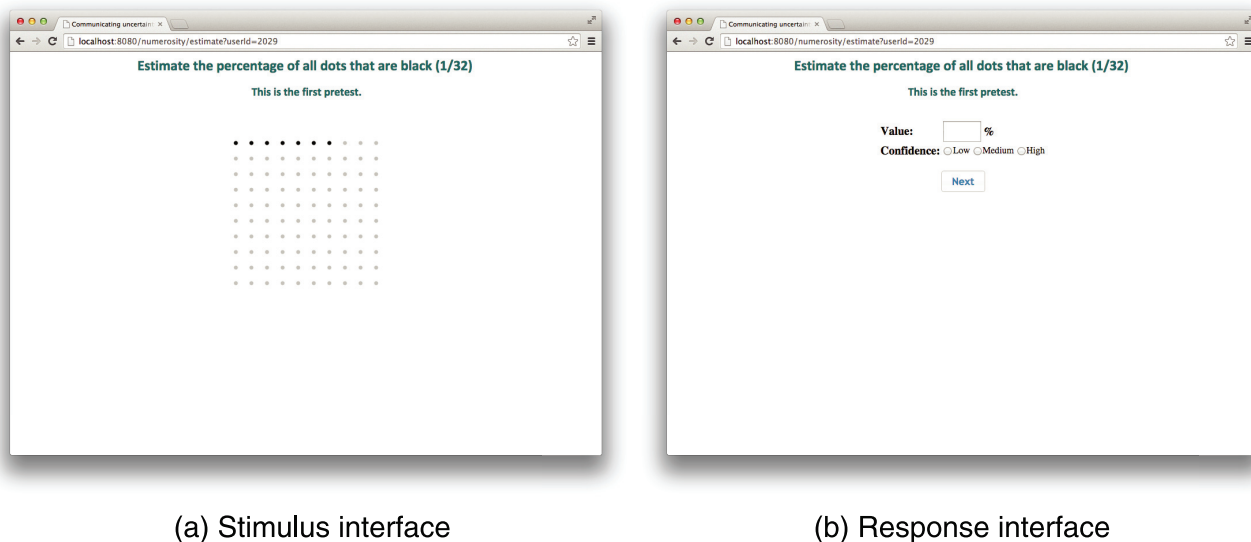 Communicating uncertain
localhost:8080/numerosity/estimate?userId=2029
Estimate the percentage of all dots that are black (1/32)
This is the first pretest.
(a) Stimulus interface
Communicating uncertain
localhost:8080/numerosity/estimate?userId=2029
Estimate the percentage of all dots that are black (1/32)
This is the first pretest.
Value: %
Confidence: Low Medium High
Next
(b) Response interface